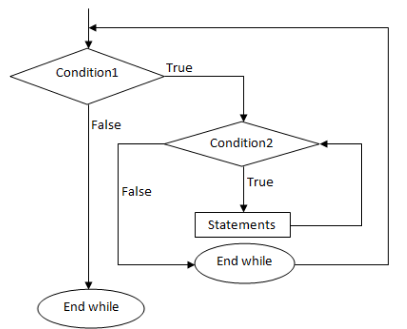 Condition1
True
False
Condition2
True
False
Statements
End while
End while